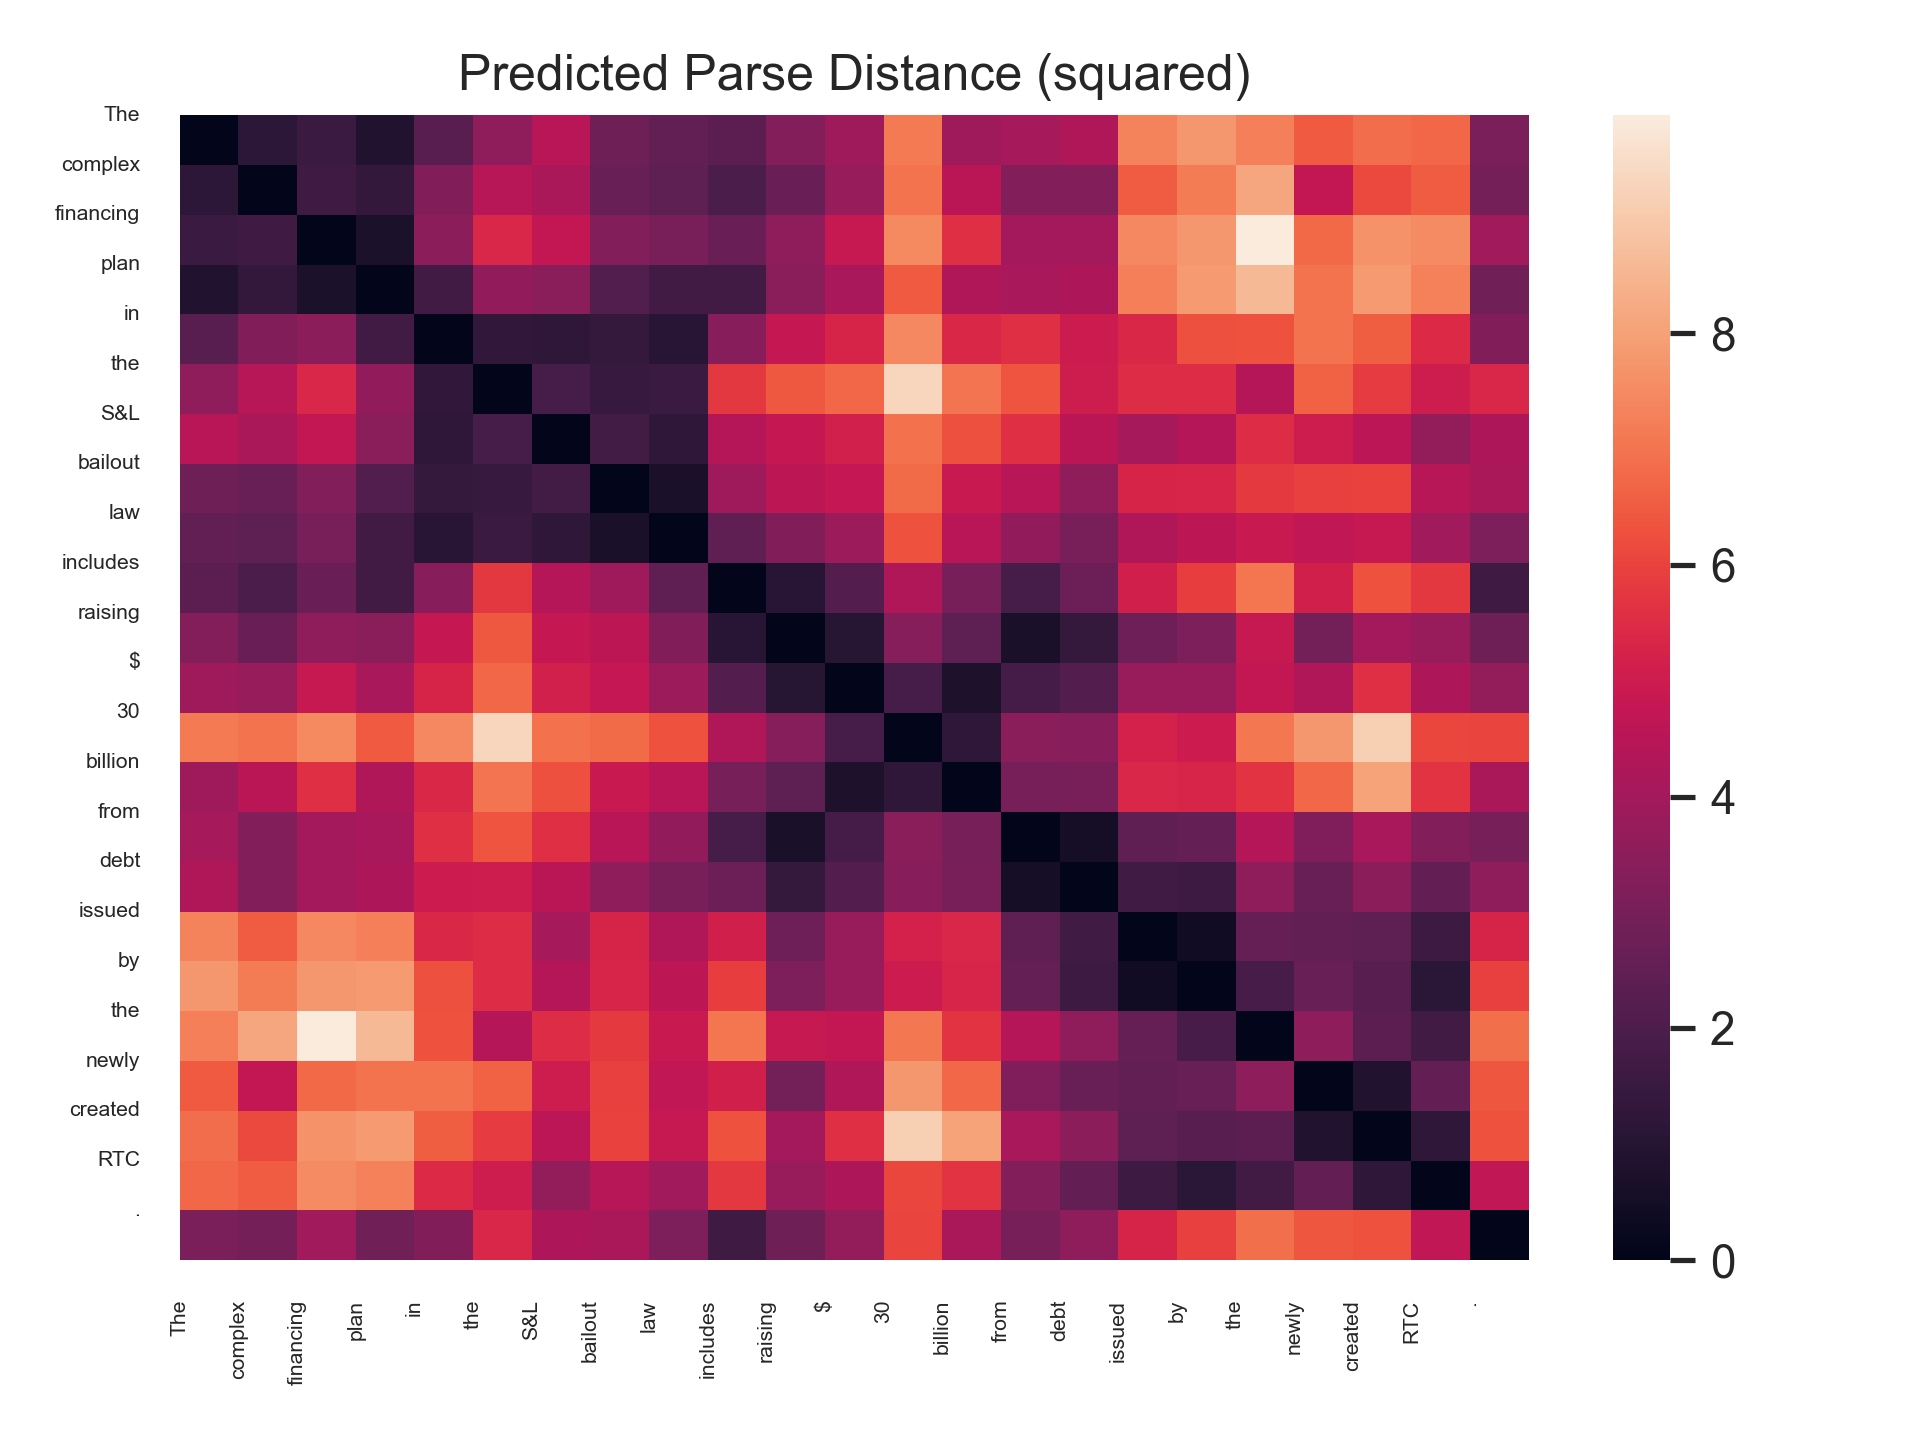 Predicted Parse Distance (squared)
The
complex
financing
plan
in
the
S&L
bailout
law
includes
raising
$
30
billion
from
debt
issued
by
the
newly
created
RTC
.
8
6
4
2
0
The
complex
financing
plan
in
the
S&L
bailout
law
includes
raising
$
30
billion
from
debt
issued
by
the
newly
created
RTC
.